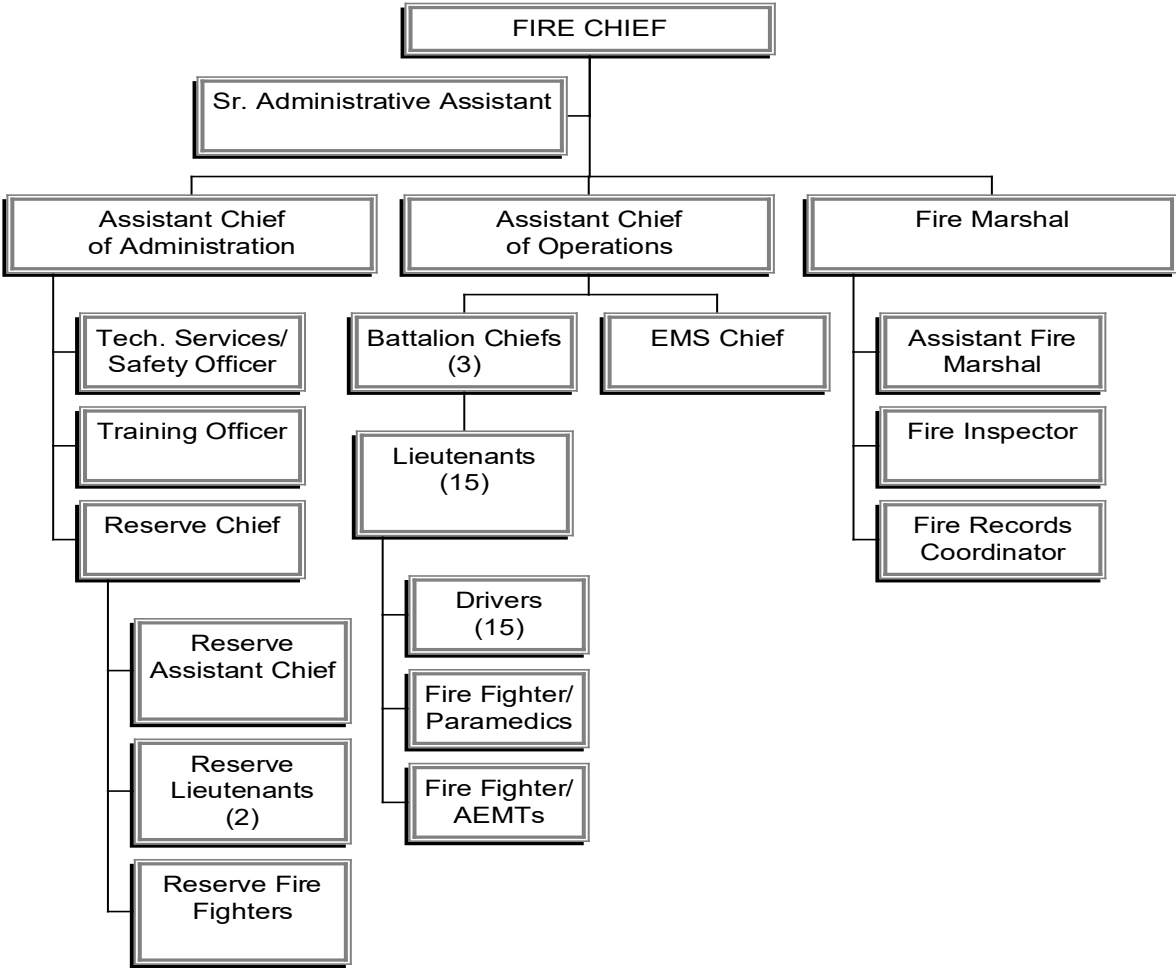 FIRE CHIEF
Sr. Administrative Assistant
Assistant Chief
of Administration
Assistant Chief
of Operations
Fire Marshal
Tech. Services/
Safety Officer
Training Officer
Reserve Chief
Reserve
Assistant Chief
Reserve
Lieutenants
(2)
Reserve Fire
Fighters
Battalion Chiefs
(3)
EMS Chief
Lieutenants
(15)
Drivers
(15)
Fire Fighter/
Paramedics
Fire Fighter/
AEMTs
Assistant Fire
Marshal
Fire Inspector
Fire Records
Coordinator